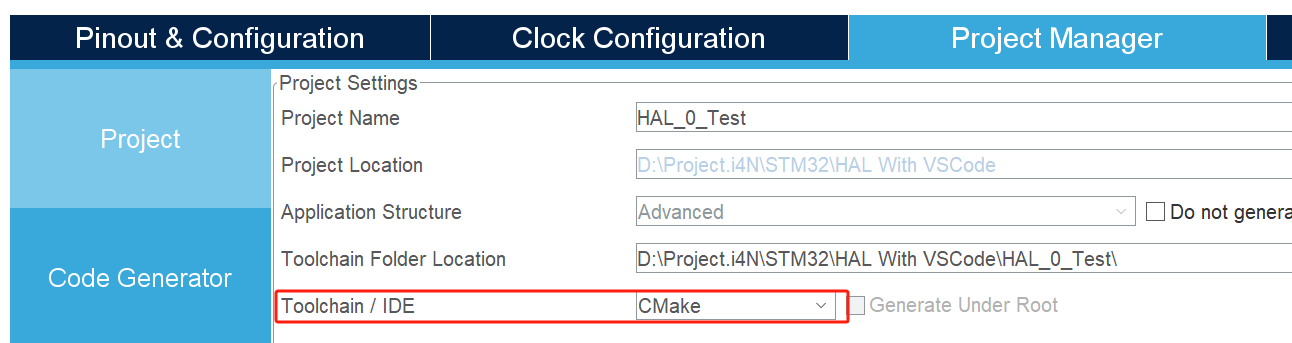 Pinout & Configuration
Clock Configuration
Project Manager
Project
Code Generator
Project Settings
Project Name
HAL_0_Test
Project Location
D:\Project.i4N\STM32\HAL With VSCode
Application Structure
Advanced
Do not genera
Toolchain Folder Location
D:\Project.i4N\STM32\HAL With VSCode\HAL_0_Test\
Toolchain / IDE
CMake
Generate Under Root